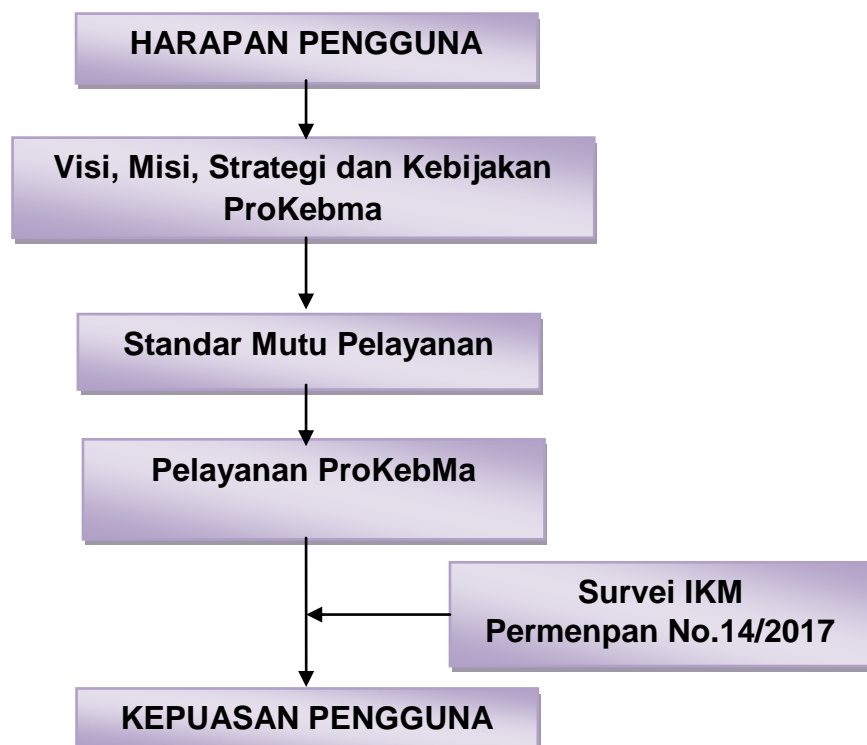 HARAPAN PENGGUNA
Visi, Misi, Strategi dan Kebijakan
ProKebma
Standar Mutu Pelayanan
Pelayanan ProKebMa
Survei IKM
Permenpan No.14/2017
KEPUASAN PENGGUNA